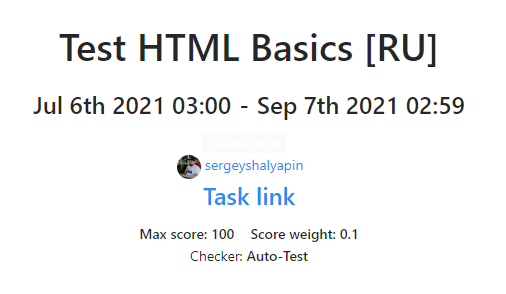 Test HTML Basics [RU]
Jul 6th 2021 03:00 - Sep 7th 2021 02:59
sergeyshalyapin
Task link
Max score: 100 Score weight: 0.1
Checker: Auto-Test